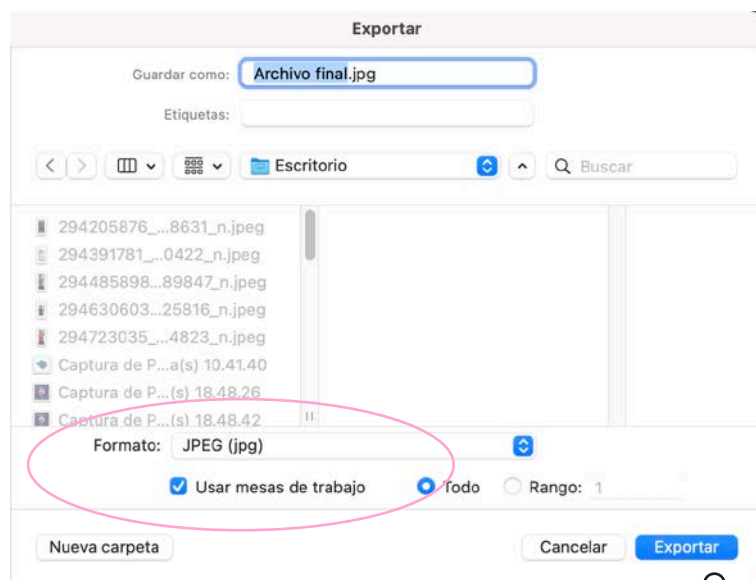 Exportar
Guardar como: Archivo final.jpg
Etiquetas:
Escritorio
Buscar
294205876_...8631_n.jpeg
294391781_...0422_n.jpeg
294485898...89847_n.jpeg
294630603...25816_n.jpeg
294723035_...4823_n.jpeg
Captura de P...a(s) 10.41.40
Captura de P...(s) 18.48.26
Captura de P...(s) 18.48.42
Formato: JPEG (jpg)
Usar mesas de trabajo Todo Rango: 1
Nueva carpeta Cancelar Exportar